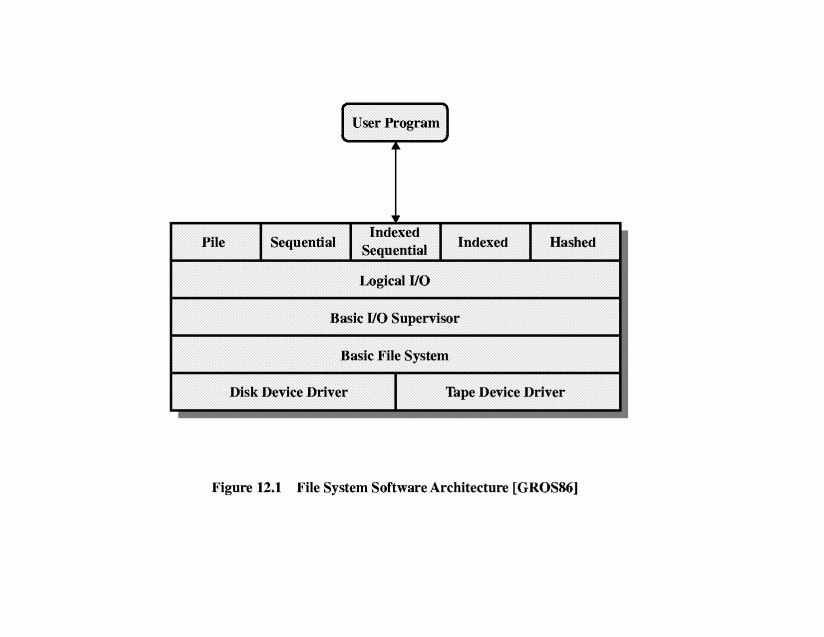 User Program
Pile
Sequential
Indexed
Sequential
Indexed
Hashed
Logical I/O
Basic I/O Supervisor
Basic File System
Disk Device Driver
Tape Device Driver
Figure 12.1 File System Software Architecture [GROS86]